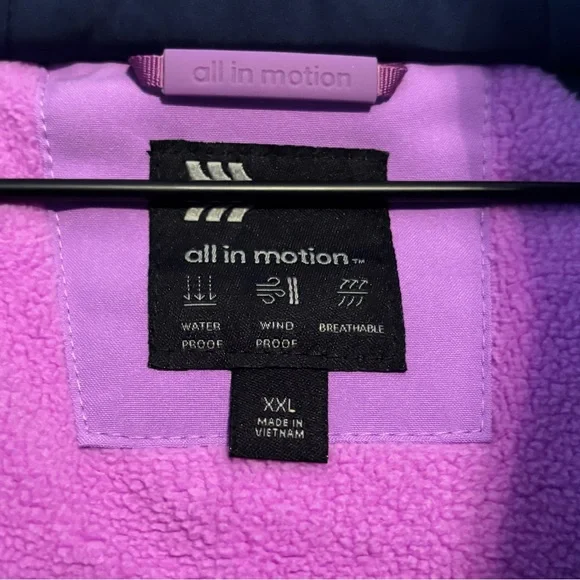 all in motion
all in motion™
WATER PROOF
WIND PROOF
BREATHABLE
XXL
MADE IN
VIETNAM